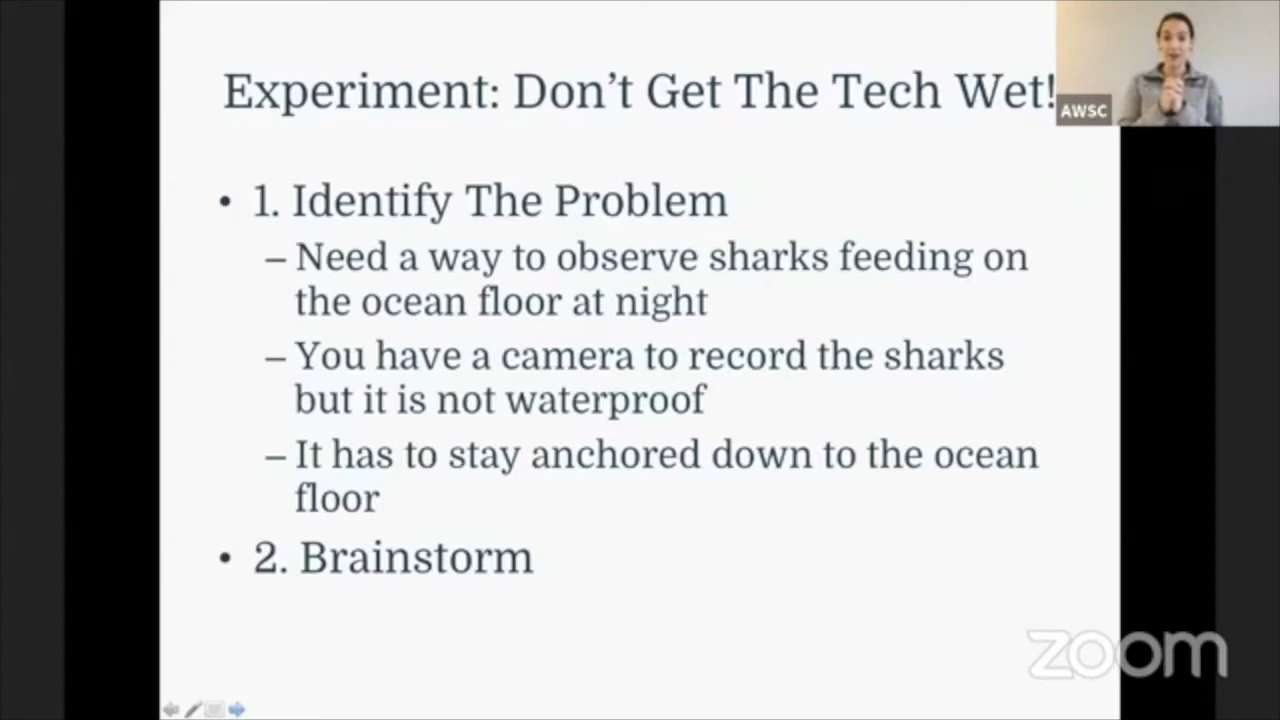 Experiment: Don't Get The Tech Wet!
AWSC
• 1. Identify The Problem
– Need a way to observe sharks feeding on
the ocean floor at night
– You have a camera to record the sharks
but it is not waterproof
– It has to stay anchored down to the ocean
floor
• 2. Brainstorm
zoom